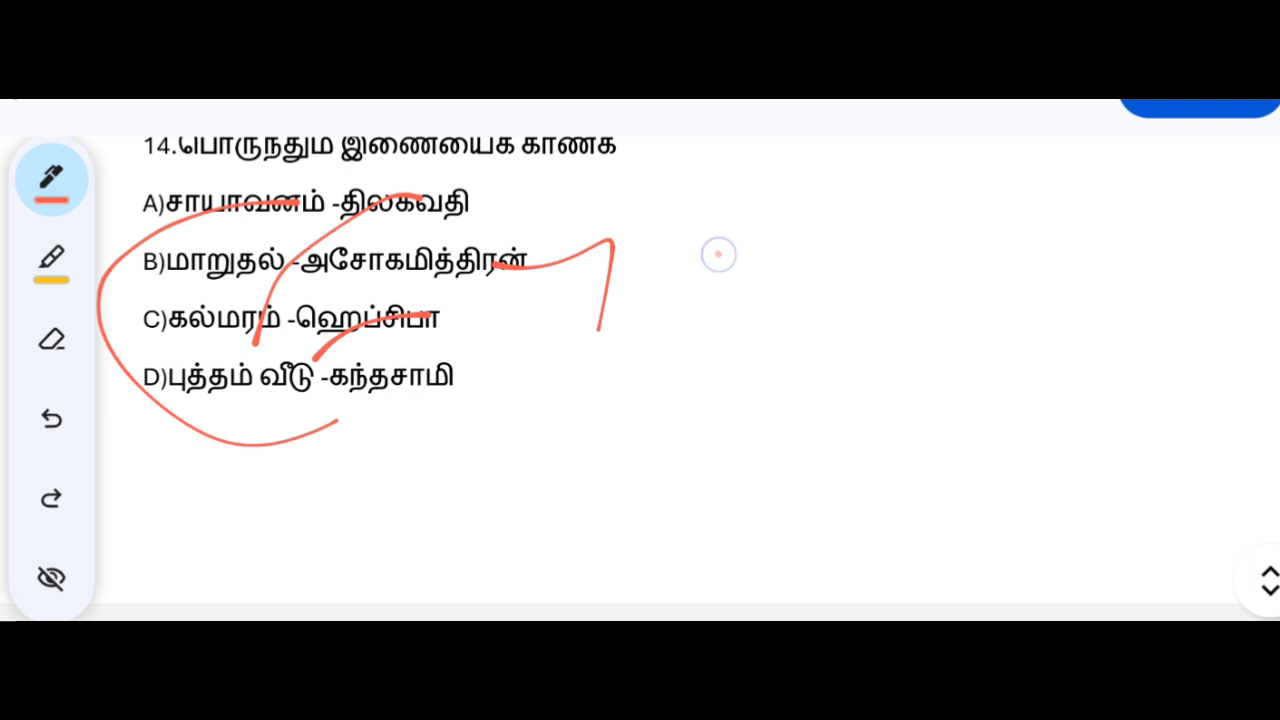 14.பொருந்தும் இணையைக் காண்க
A)சாயாவனம் -திலகவதி
B)மாறுதல் -அசோகமித்திரன்
C)கல்மரம் -ஹெப்சிபா
D)புத்தம் வீடு -கந்தசாமி